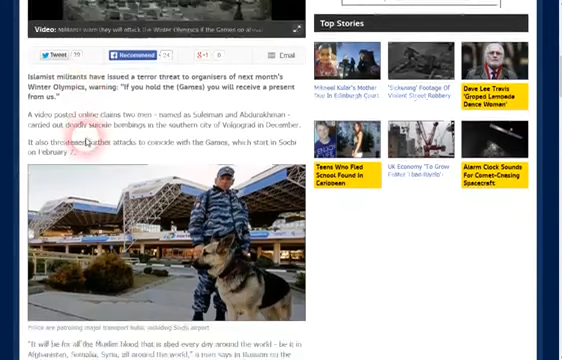 Video: Militants warn they will attack the Winter Olympics if the Games go ahead
Tweet 39
Recommend 24
+1 6
Email
Islamist militants have issued a terror threat to organisers of next month's
Winter Olympics, warning: "If you hold the (Games) you will receive a present
from us."
A video posted online claims two men - named as Suleiman and Abdurakhman -
carried out deadly suicide bombings in the southern city of Volgograd in December.
It also threatened further attacks to coincide with the Games, which start in Sochi
on February 7.
Police are patrolling major transport hubs, including Sochi airport
"It will be for all the Muslim blood that is shed every day around the world - be it in
Afghanistan, Somalia, Syria, all around the world," a man says in Russian on the
Top Stories
Mikaeel Kular's Mother
Due In Edinburgh Court
'Sickening' Footage Of
Violent Street Robbery
Dave Lee Travis
'Groped Lemonade
Dance Woman'
Teens Who Fled
School Found In
Caribbean
UK Economy 'To Grow
Faster Than
Alarm Clock Sounds
For Comet-Chasing
Spacecraft